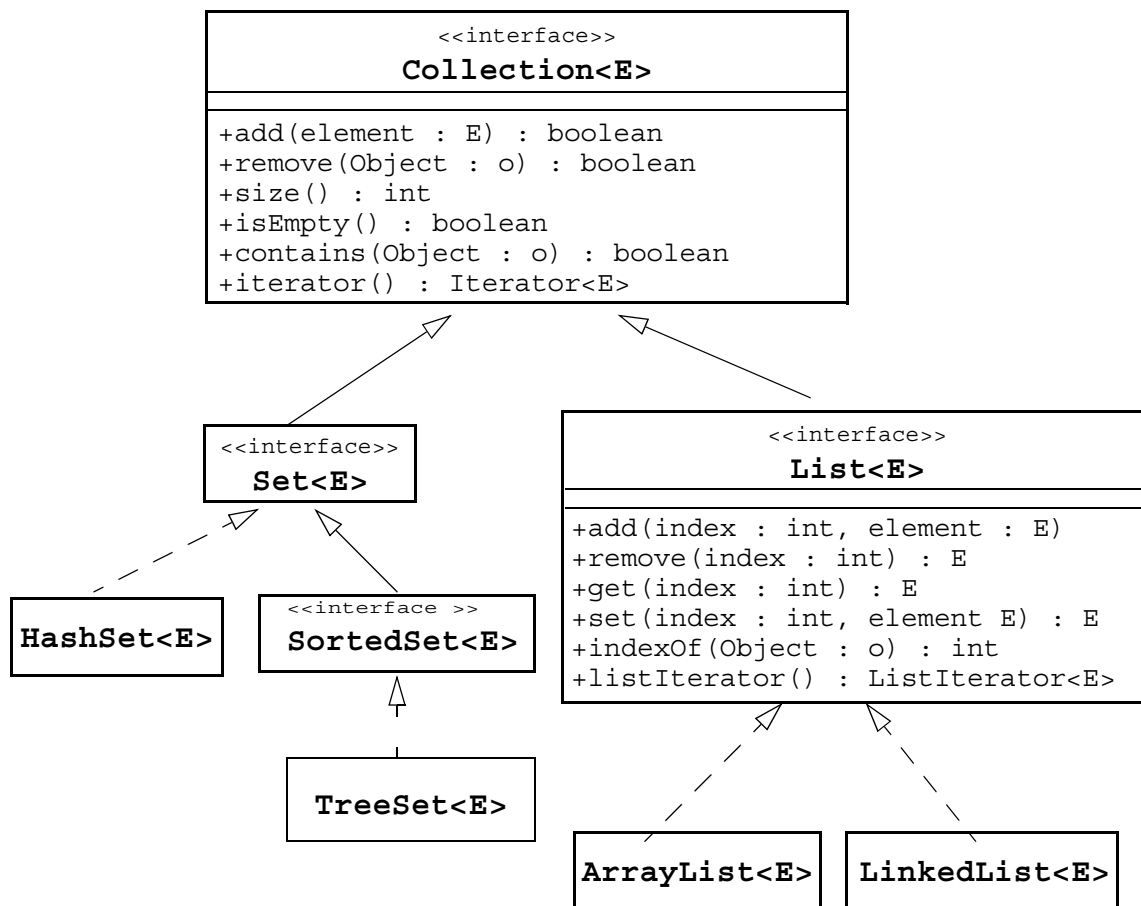 <<interface>>
Collection<E>
+add(element : E) : boolean
+remove(Object : o) : boolean
+size() : int
+isEmpty() : boolean
+contains(Object : o) : boolean
+iterator() : Iterator<E>
<<interface>>
Set<E>
<<interface>>
List<E>
+add(index : int, element : E)
+remove(index : int) : E
+get(index : int) : E
+set(index : int, element E) : E
+indexOf(Object : o) : int
+listIterator() : ListIterator<E>
HashSet<E>
<<interface >>
SortedSet<E>
TreeSet<E>
ArrayList<E>
LinkedList<E>